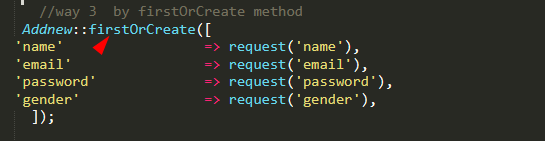 //way 3  by firstOrCreate method
Addnew::firstOrCreate([
'name'                => request('name'),
'email'               => request('email'),
'password'            => request('password'),
'gender'              => request('gender'),
]);